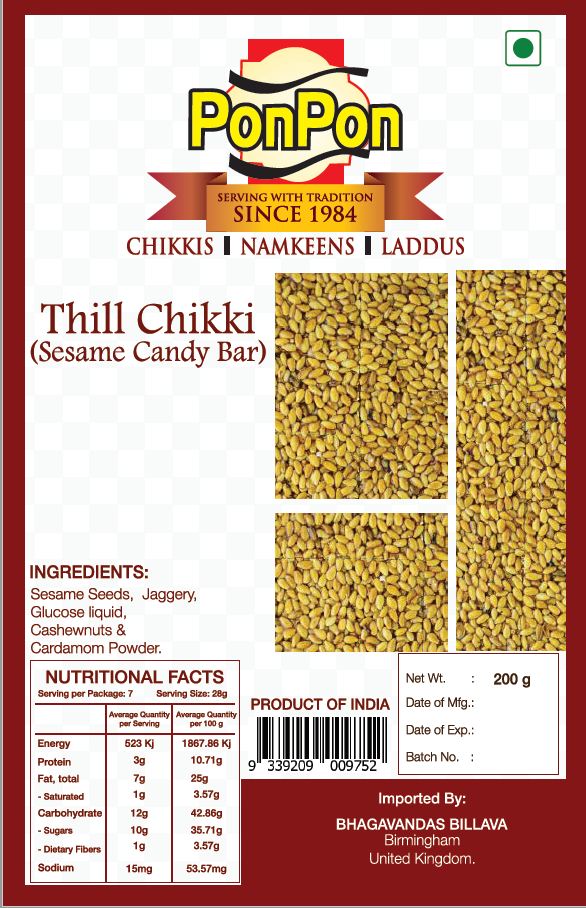 PonPon
SERVING WITH TRADITION
SINCE 1984
CHIKKIS | NAMKEENS | LADDUS
Thill Chikki
(Sesame Candy Bar)
INGREDIENTS:
Sesame Seeds, Jaggery,
Glucose liquid,
Cashewnuts &
Cardamom Powder.
NUTRITIONAL FACTS
Serving per Package: 7 Serving Size: 28g
Average Quantity per Serving Average Quantity per 100 g
Energy 523 Kj 1867.86 Kj
Protein 3g 10.71g
Fat, total 7g 25g
- Saturated 1g 3.57g
Carbohydrate 12g 42.86g
- Sugars 10g 35.71g
- Dietary Fibers 1g 3.57g
Sodium 15mg 53.57mg
PRODUCT OF INDIA
9 339209 009752
Net Wt. : 200 g
Date of Mfg.:
Date of Exp.:
Batch No. :
Imported By:
BHAGAVANDAS BILLAVA
Birmingham
United Kingdom.